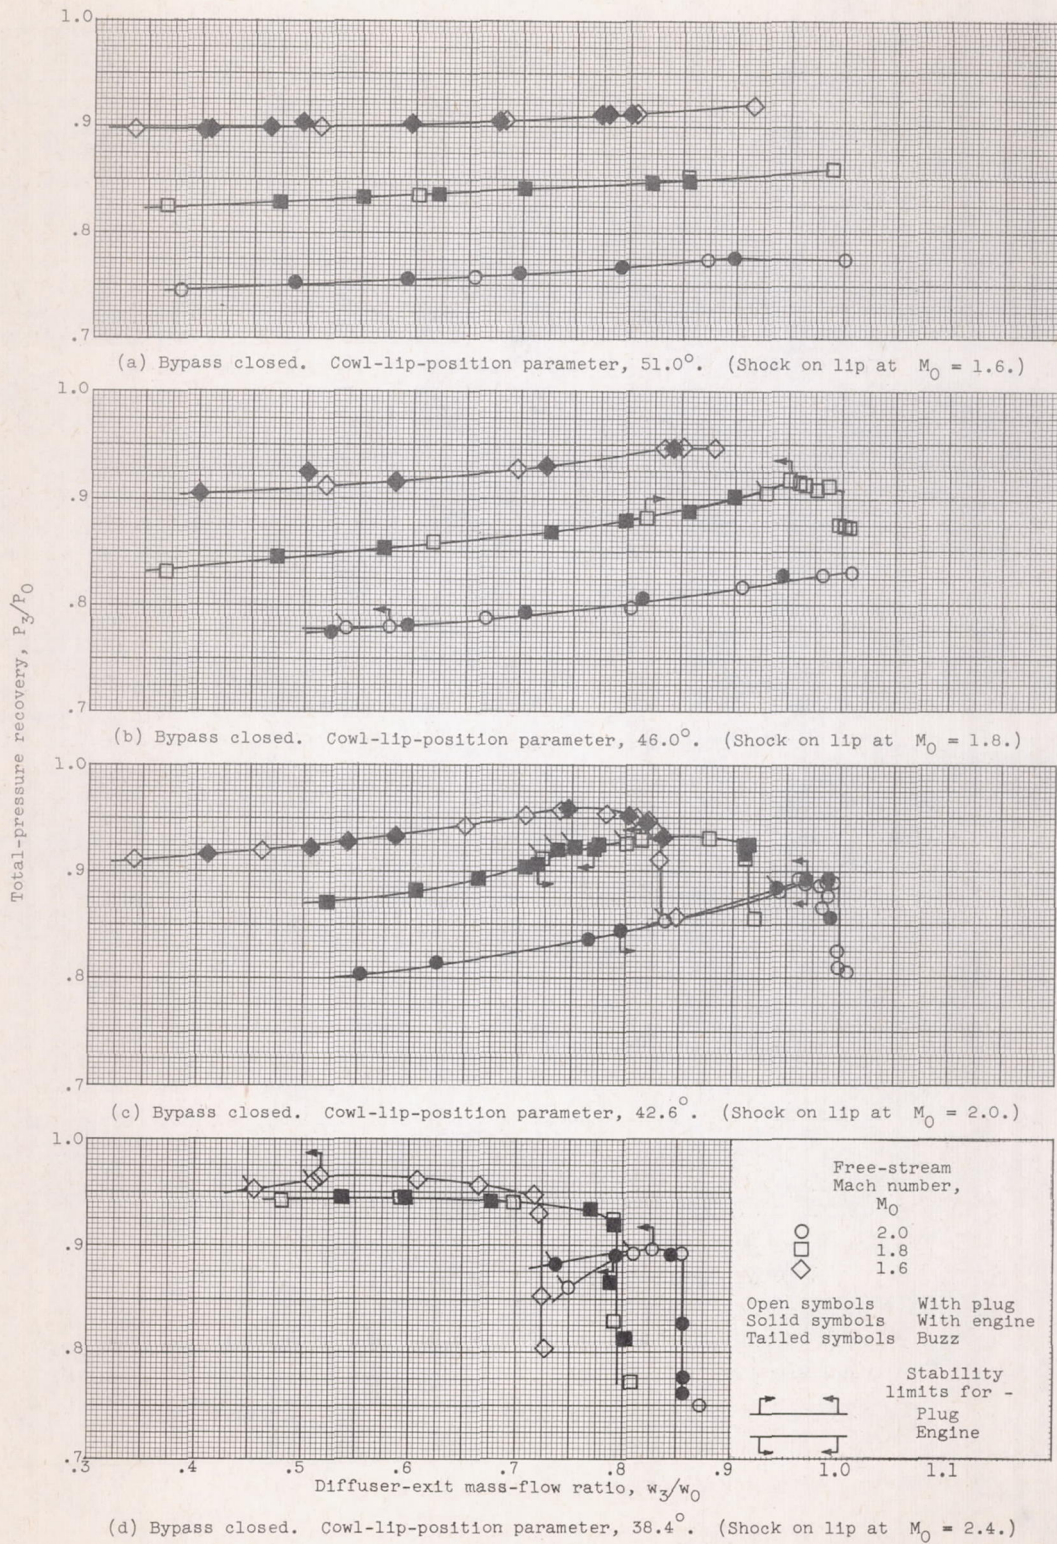 1.0
.9
.8
.7
(a) Bypass closed. Cowl-lip-position parameter, 51.0°. (Shock on lip at M0 = 1.6.)
1.0
.9
.8
.7
(b) Bypass closed. Cowl-lip-position parameter, 46.0°. (Shock on lip at M0 = 1.8.)
Total-pressure recovery, P3/P0
1.0
.9
.8
.7
(c) Bypass closed. Cowl-lip-position parameter, 42.6°. (Shock on lip at M0 = 2.0.)
1.0
.9
.8
.7
Free-stream
Mach number,
M0
2.0
1.8
1.6
Open symbols With plug
Solid symbols With engine
Tailed symbols Buzz
Stability
limits for -
Plug
Engine
.3 .4 .5 .6 .7 .8 .9 1.0 1.1
Diffuser-exit mass-flow ratio, w3/w0
(d) Bypass closed. Cowl-lip-position parameter, 38.4°. (Shock on lip at M0 = 2.4.)